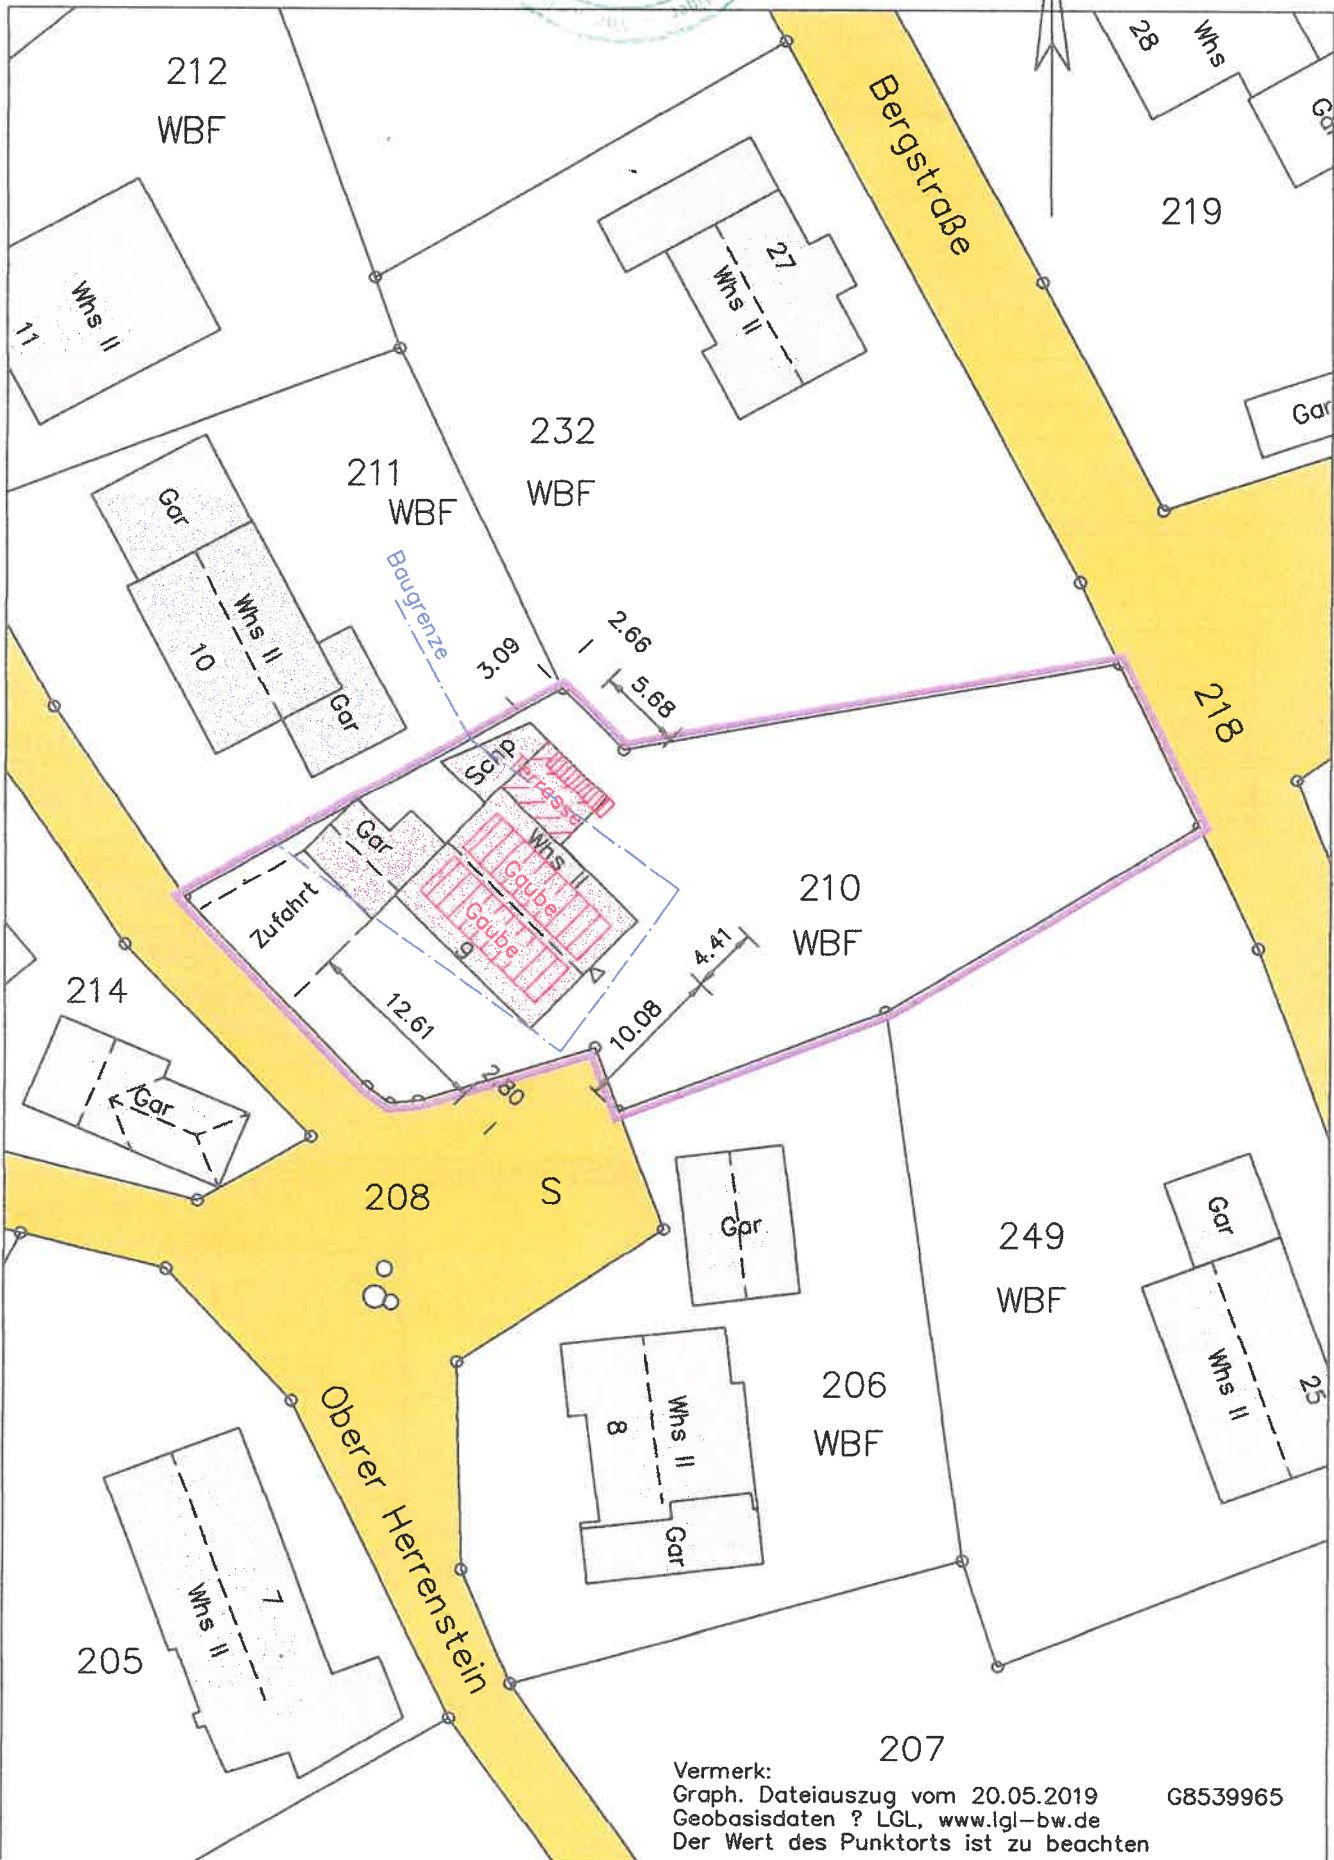 212
WBF
Bergstraße
28
Whs
219
27
Whs II
Whs II
11
Gar
232
WBF
211
WBF
Gar
Baugrenze
Whs II
10
Gar
3.09
2.66
5.68
218
Schp
Terrasse
Gar
Whs II
Gaube
Gaube
9
Zufahrt
210
WBF
4.41
10.08
12.61
2.80
214
Gar
208
S
Gar
249
WBF
Gar
Whs II
25
206
WBF
Whs II
8
Gar
Oberer Herrenstein
7
Whs II
205
207
Vermerk:
Graph. Dateiauszug vom 20.05.2019 G8539965
Geobasisdaten ? LGL, www.lgl-bw.de
Der Wert des Punktorts ist zu beachten